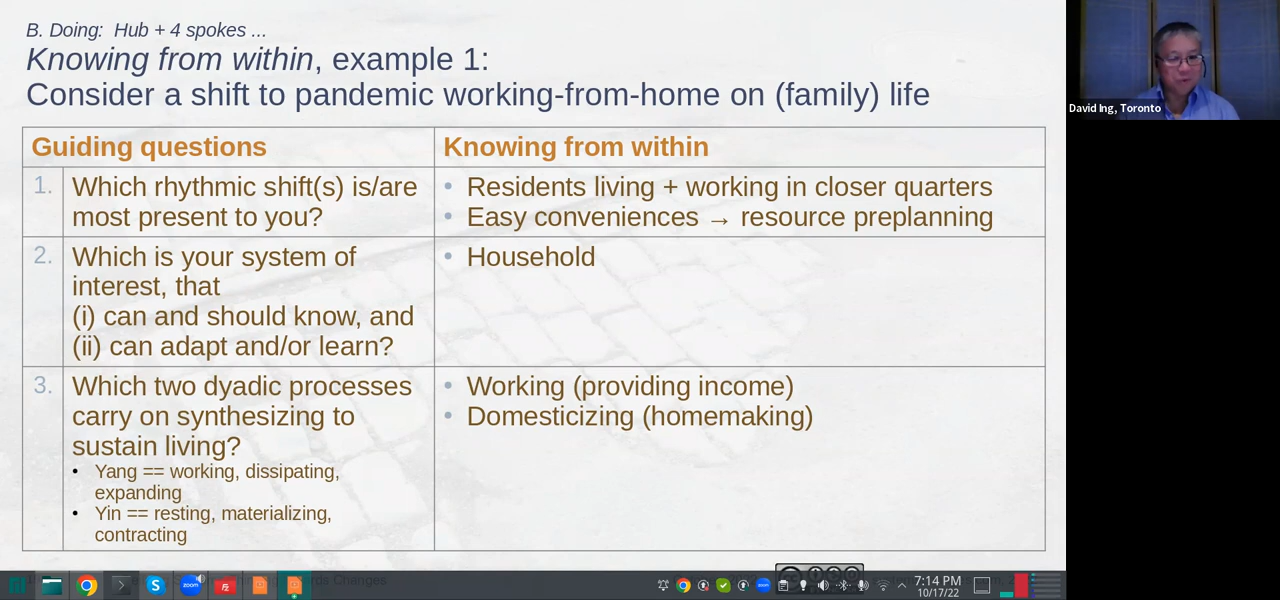 B. Doing: Hub + 4 spokes ...
Knowing from within, example 1:
Consider a shift to pandemic working-from-home on (family) life
David Ing, Toronto
Guiding questions
Knowing from within
1. Which rhythmic shift(s) is/are
most present to you?
• Residents living + working in closer quarters
• Easy conveniences → resource preplanning
2. Which is your system of
interest, that
(i) can and should know, and
(ii) can adapt and/or learn?
• Household
3. Which two dyadic processes
carry on synthesizing to
sustain living?
• Yang == working, dissipating,
expanding
• Yin == resting, materializing,
contracting
• Working (providing income)
• Domesticizing (homemaking)
Changes
zoom
zoom
7:14 PM
10/17/22